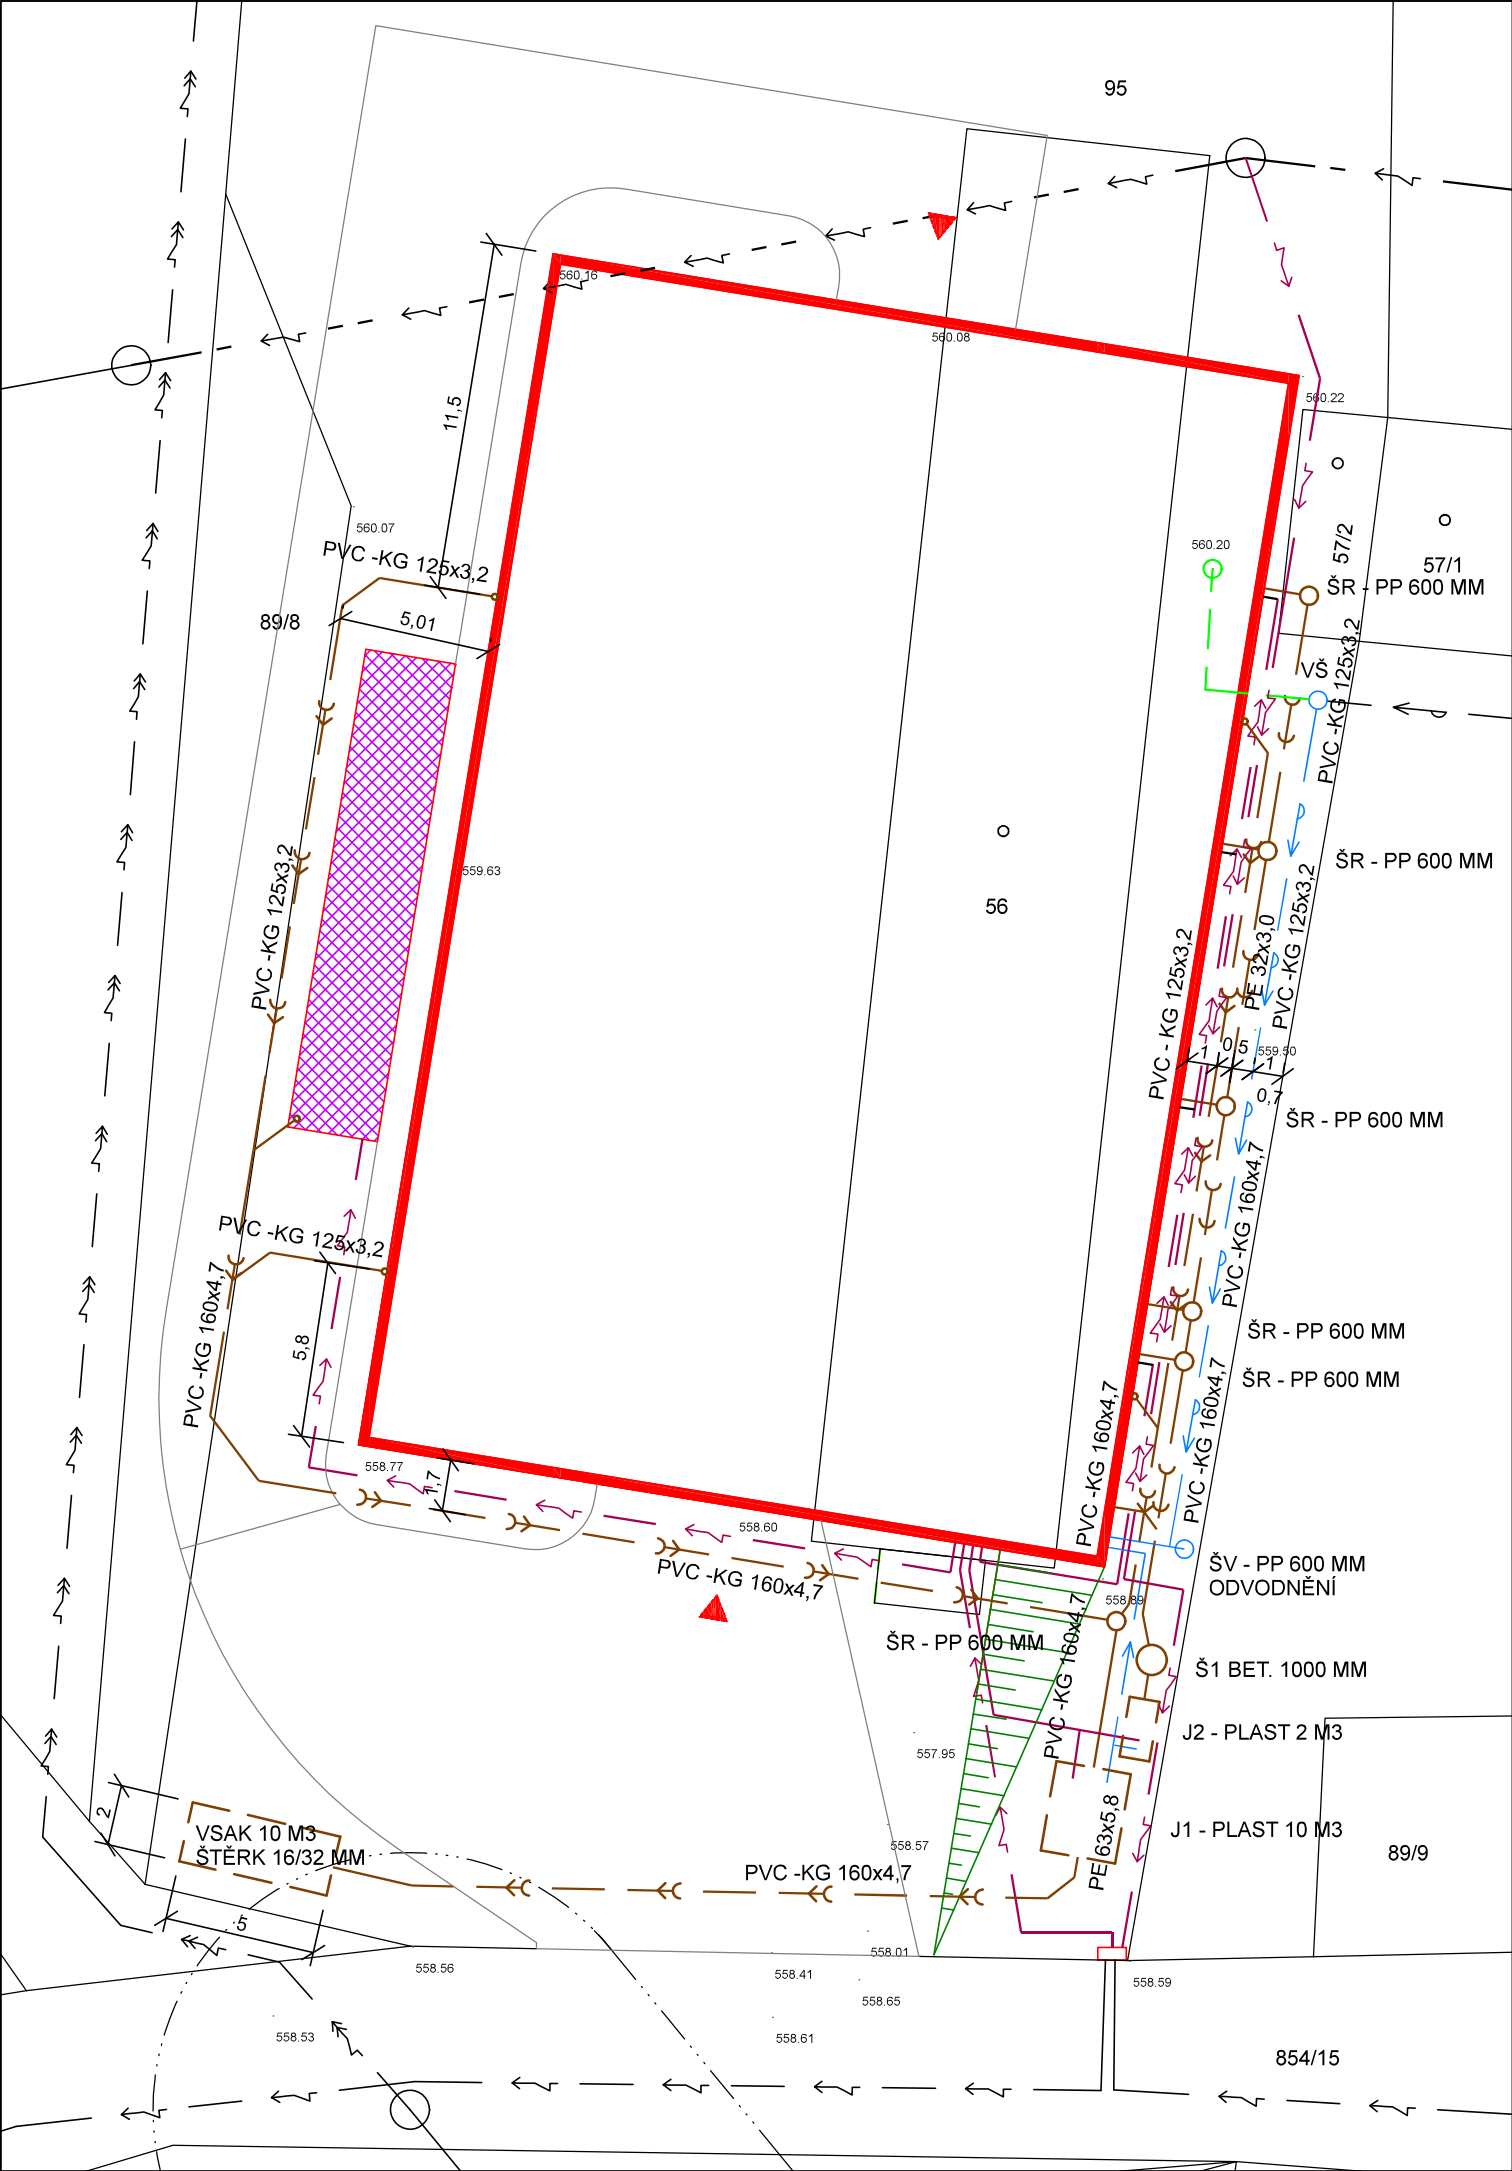 95
560.16
560.08
560.22
11,5
560.07
PVC -KG 125x3,2
89/8
5,01
560.20
57/2
57/1
ŠR - PP 600 MM
VŠ
PVC -KG 125x3,2
559.63
56
ŠR - PP 600 MM
PVC -KG 125x3,2
PVC - KG 125x3,2
PE 32x3,0
PVC -KG 125x3,2
1
0,5
559.50
1
0,7
ŠR - PP 600 MM
PVC -KG 125x3,2
PVC -KG 160x4,7
PVC -KG 160x4,7
5,8
ŠR - PP 600 MM
ŠR - PP 600 MM
PVC -KG 160x4,7
PVC -KG 160x4,7
558.77
1,7
558.60
PVC -KG 160x4,7
ŠV - PP 600 MM
ODVODNĚNÍ
558.89
ŠR - PP 600 MM
PVC -KG 160x4,7
Š1 BET. 1000 MM
J2 - PLAST 2 M3
557.95
2
VSAK 10 M3
ŠTĚRK 16/32 MM
558.57
PE 63x5,8
J1 - PLAST 10 M3
89/9
PVC -KG 160x4,7
5
558.01
558.56
558.41
558.59
558.65
558.53
558.61
854/15